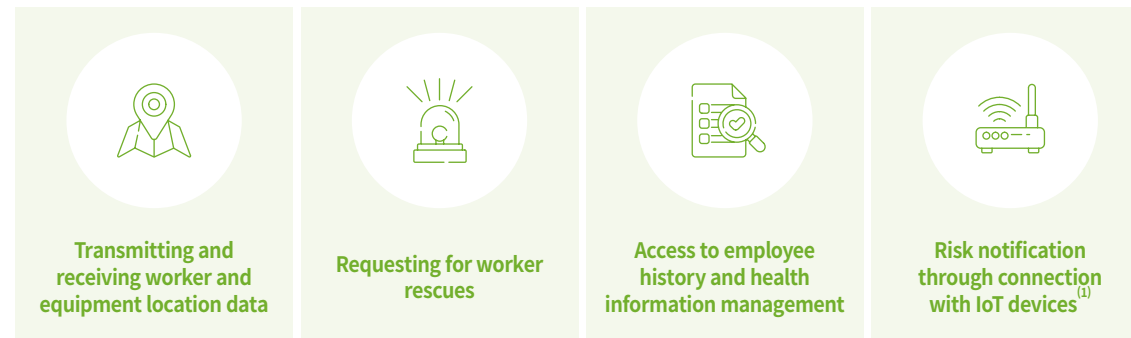 Transmitting and
receiving worker and
equipment location data
Requesting for worker
rescues
Access to employee
history and health
information management
Risk notification
through connection
with IoT devices(1)